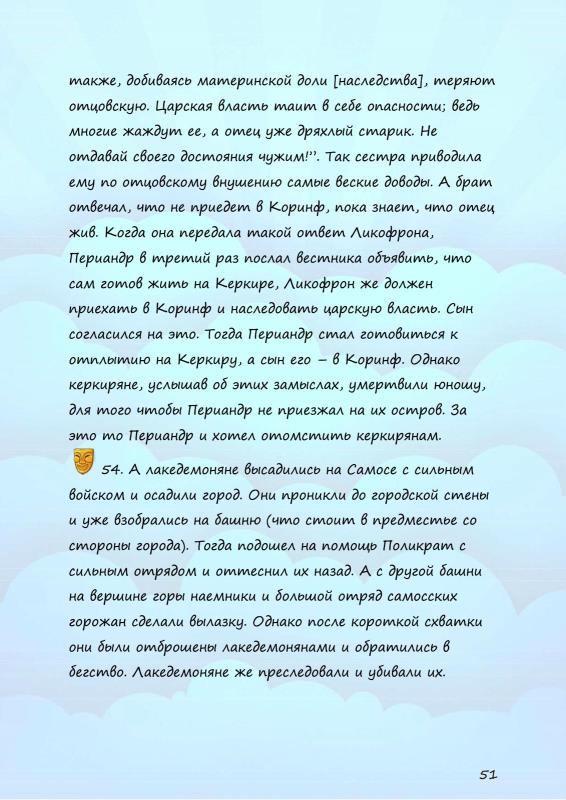 также, добиваясь материнской доли [наследства], теряют
отцовскую. Царская власть таит в себе опасности; ведь
многие жаждут ее, а отец уже дряхлый старик. Не
отдавай своего достояния чужим!”. Так сестра приводила
ему по отцовскому внушению самые веские доводы. А брат
отвечал, что не приедет в Коринф, пока знает, что отец
жив. Когда она передала такой ответ Ликофрона,
Периандр в третий раз послал вестника объявить, что
сам готов жить на Керкире, Ликофрон же должен
приехать в Коринф и наследовать царскую власть. Сын
согласился на это. Тогда Периандр стал готовиться к
отплытию на Керкиру, а сын его – в Коринф. Однако
керкиряне, услышав об этих замыслах, умертвили юношу,
для того чтобы Периандр не приезжал на их остров. За
это то Периандр и хотел отомстить керкирянам.
54. А лакедемоняне высадились на Самосе с сильным
войском и осадили город. Они проникли до городской стены
и уже взобрались на башню (что стоит в предместье со
стороны города). Тогда подошел на помощь Поликрат с
сильным отрядом и оттеснил их назад. А с другой башни
на вершине горы наемники и большой отряд самосских
горожан сделали вылазку. Однако после короткой схватки
они были отброшены лакедемонянами и обратились в
бегство. Лакедемоняне же преследовали и убивали их.
51